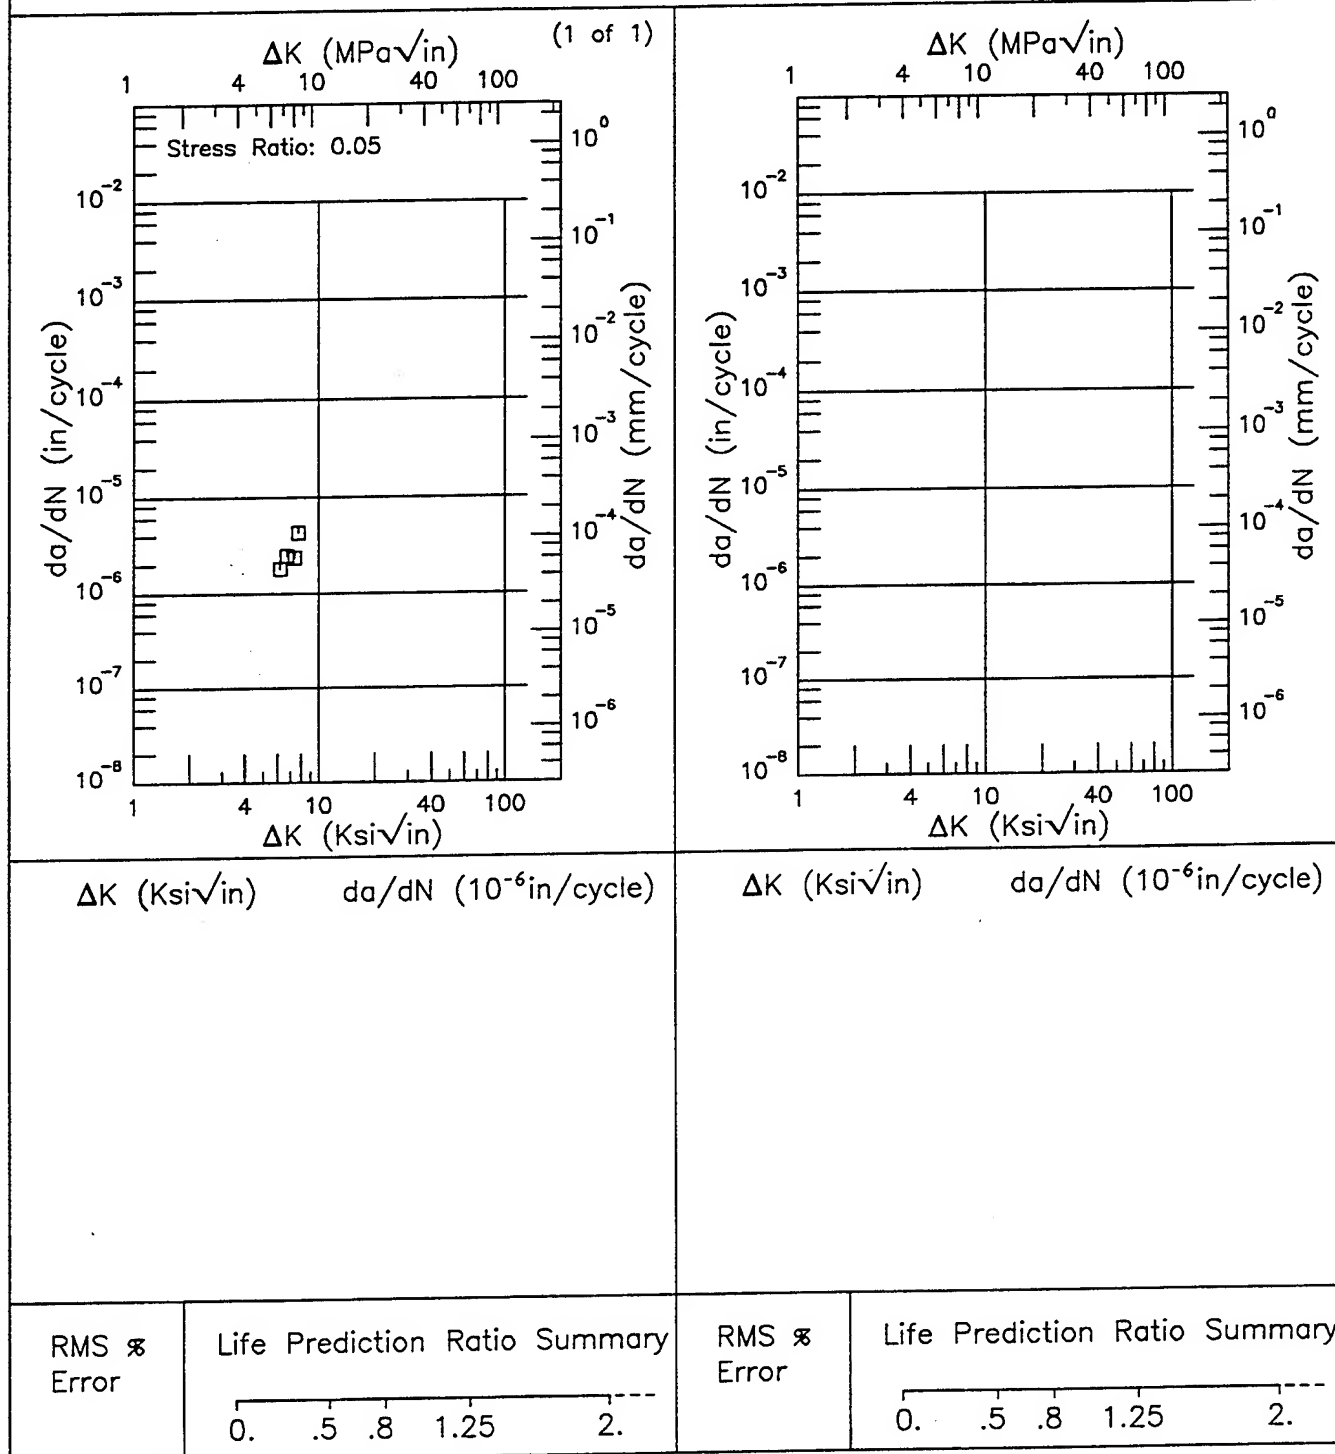 (1 of 1)
ΔK (MPa√in)
1 4 10 40 100
Stress Ratio: 0.05
10⁰
10⁻¹
10⁻²
10⁻³
10⁻⁴
10⁻⁵
10⁻⁶
da/dN (mm/cycle)
10⁻²
10⁻³
10⁻⁴
10⁻⁵
10⁻⁶
10⁻⁷
10⁻⁸
da/dN (in/cycle)
1 4 10 40 100
ΔK (Ksi√in)
ΔK (Ksi√in) da/dN (10⁻⁶in/cycle)
RMS %
Error
Life Prediction Ratio Summary
0. .5 .8 1.25 2.
ΔK (MPa√in)
1 4 10 40 100
10⁰
10⁻¹
10⁻²
10⁻³
10⁻⁴
10⁻⁵
10⁻⁶
da/dN (mm/cycle)
10⁻²
10⁻³
10⁻⁴
10⁻⁵
10⁻⁶
10⁻⁷
10⁻⁸
da/dN (in/cycle)
1 4 10 40 100
ΔK (Ksi√in)
ΔK (Ksi√in) da/dN (10⁻⁶in/cycle)
RMS %
Error
Life Prediction Ratio Summary
0. .5 .8 1.25 2.